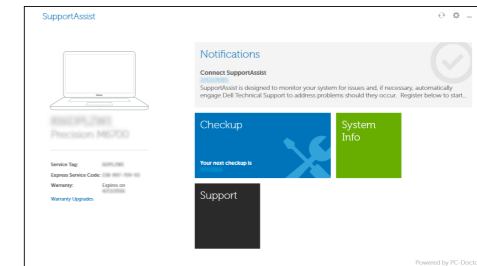 SupportAssist
Notifications
Connect SupportAssist
SupportAssist is designed to monitor your system for issues and, if necessary, automatically
engage Dell Technical Support to address problems should they occur. Register below to start...
Checkup
System
Info
Precision M6700
Your next checkup is
Service Tag:
Express Service Code:
Warranty: Expires on
Warranty Upgrades
Support
Powered by PC-Docto